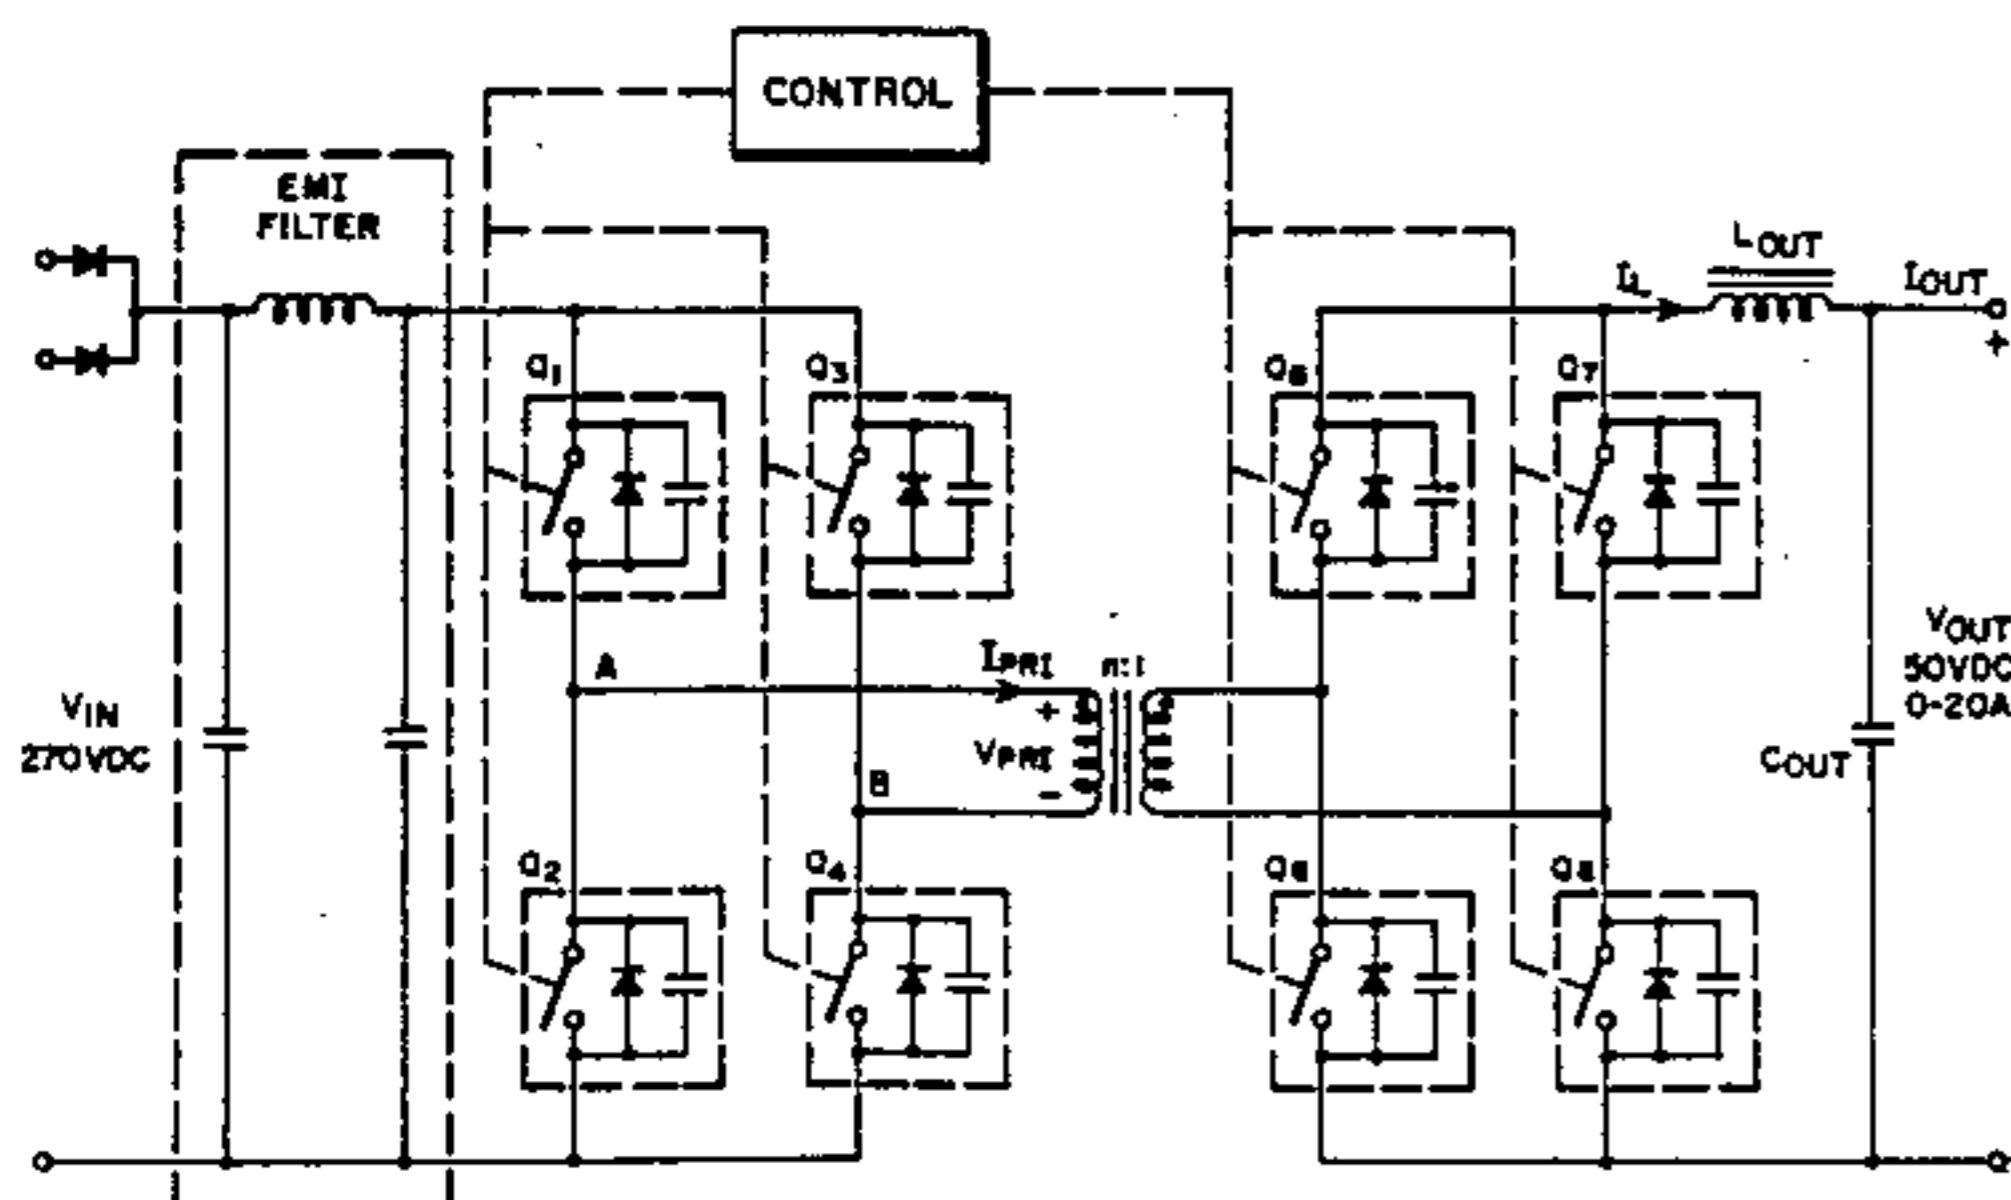 CONTROL
EMI
FILTER
LOUT
IL
IOUT
+
Q1
Q3
Q7
A
IPRI
n:1
+
VPRI
-
B
VIN
270VDC
VOUT
50VDC
0-20A
COUT
Q2
Q4